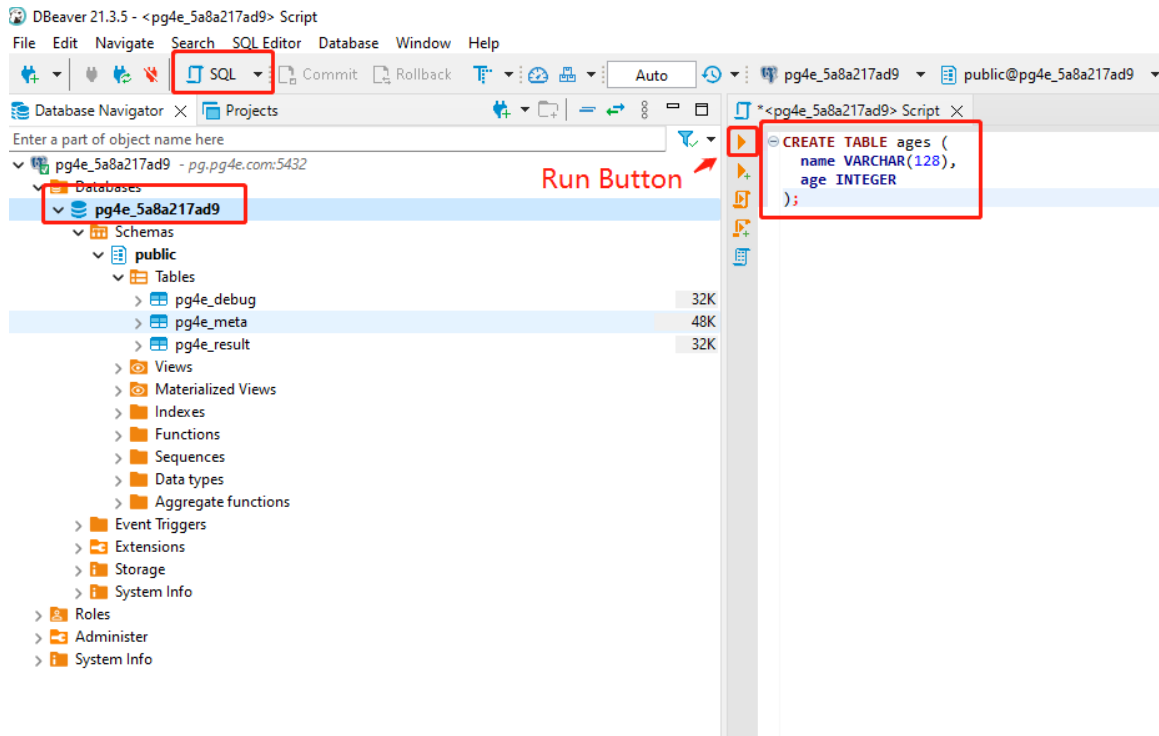 DBeaver 21.3.5 - <pg4e_5a8a217ad9> Script
File Edit Navigate Search SQL Editor Database Window Help
SQL Commit Rollback Auto pg4e_5a8a217ad9 public@pg4e_5a8a217ad9
Database Navigator Projects
Enter a part of object name here
pg4e_5a8a217ad9 - pg.pg4e.com:5432
Databases
pg4e_5a8a217ad9
Schemas
public
Tables
pg4e_debug 32K
pg4e_meta 48K
pg4e_result 32K
Views
Materialized Views
Indexes
Functions
Sequences
Data types
Aggregate functions
Event Triggers
Extensions
Storage
System Info
Roles
Administer
System Info
Run Button
*<pg4e_5a8a217ad9> Script
CREATE TABLE ages (
name VARCHAR(128),
age INTEGER
);